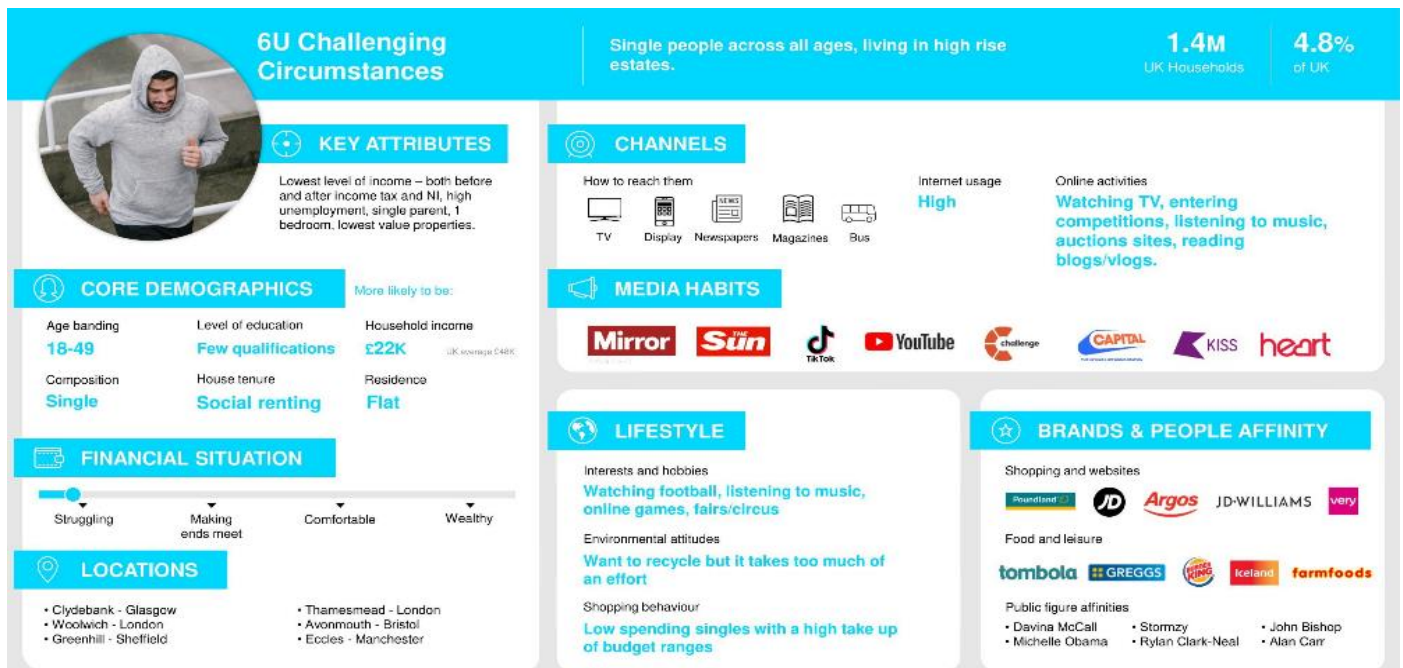 6U Challenging
Circumstances
Single people across all ages, living in high rise
estates.
1.4M
UK Households
4.8%
of UK
KEY ATTRIBUTES
Lowest level of income – both before
and after income tax and NI, high
unemployment, single parent, 1
bedroom, lowest value properties.
CORE DEMOGRAPHICS
More likely to be:
Age banding
18-49
Level of education
Few qualifications
Household income
£22K
UK average £48K
Composition
Single
House tenure
Social renting
Residence
Flat
FINANCIAL SITUATION
Struggling
Making
ends meet
Comfortable
Wealthy
LOCATIONS
• Clydebank - Glasgow
• Woolwich - London
• Greenhill - Sheffield
• Thamesmead - London
• Avonmouth - Bristol
• Eccles - Manchester
CHANNELS
How to reach them
NEWS
TV
Display
Newspapers
Magazines
Bus
Internet usage
High
Online activities
Watching TV, entering
competitions, listening to music,
auctions sites, reading
blogs/vlogs.
MEDIA HABITS
Mirror
THE Sun
TikTok
YouTube
challenge
CAPITAL
KISS
heart
LIFESTYLE
Interests and hobbies
Watching football, listening to music,
online games, fairs/circus
Environmental attitudes
Want to recycle but it takes too much of
an effort
Shopping behaviour
Low spending singles with a high take up
of budget ranges
BRANDS & PEOPLE AFFINITY
Shopping and websites
Poundland
JD
Argos
JD WILLIAMS
very
Food and leisure
tombola
GREGGS
BURGER KING
Iceland
farmfoods
Public figure affinities
• Davina McCall
• Michelle Obama
• Stormzy
• Rylan Clark-Neal
• John Bishop
• Alan Carr